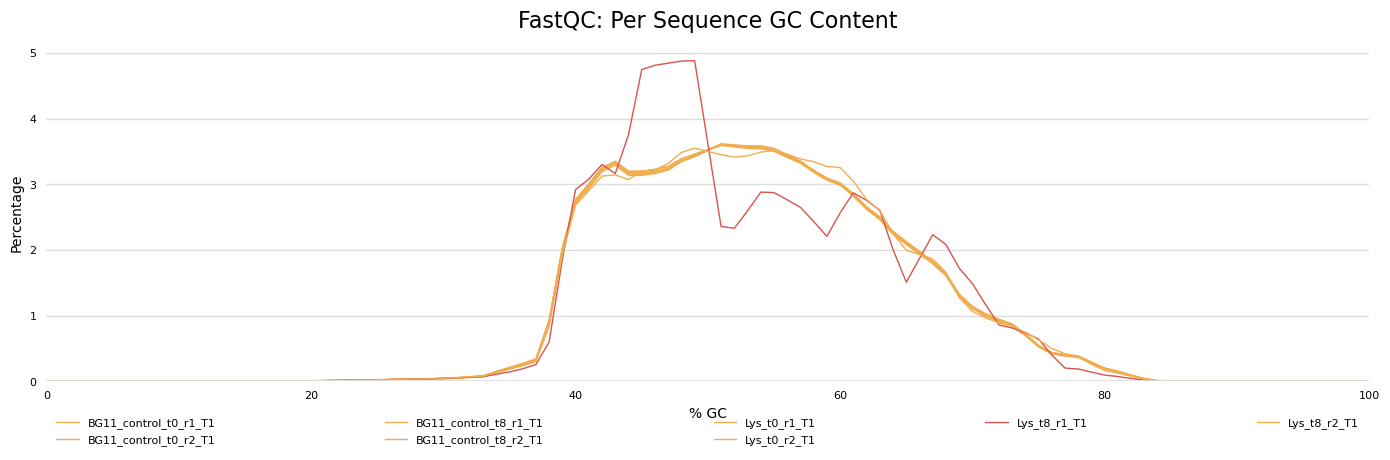 FastQC: Per Sequence GC Content
5
4
3
2
1
0
Percentage
0 20 40 60 80 100
% GC
BG11_control_t0_r1_T1 BG11_control_t8_r1_T1 Lys_t0_r1_T1 Lys_t8_r1_T1 Lys_t8_r2_T1
BG11_control_t0_r2_T1 BG11_control_t8_r2_T1 Lys_t0_r2_T1